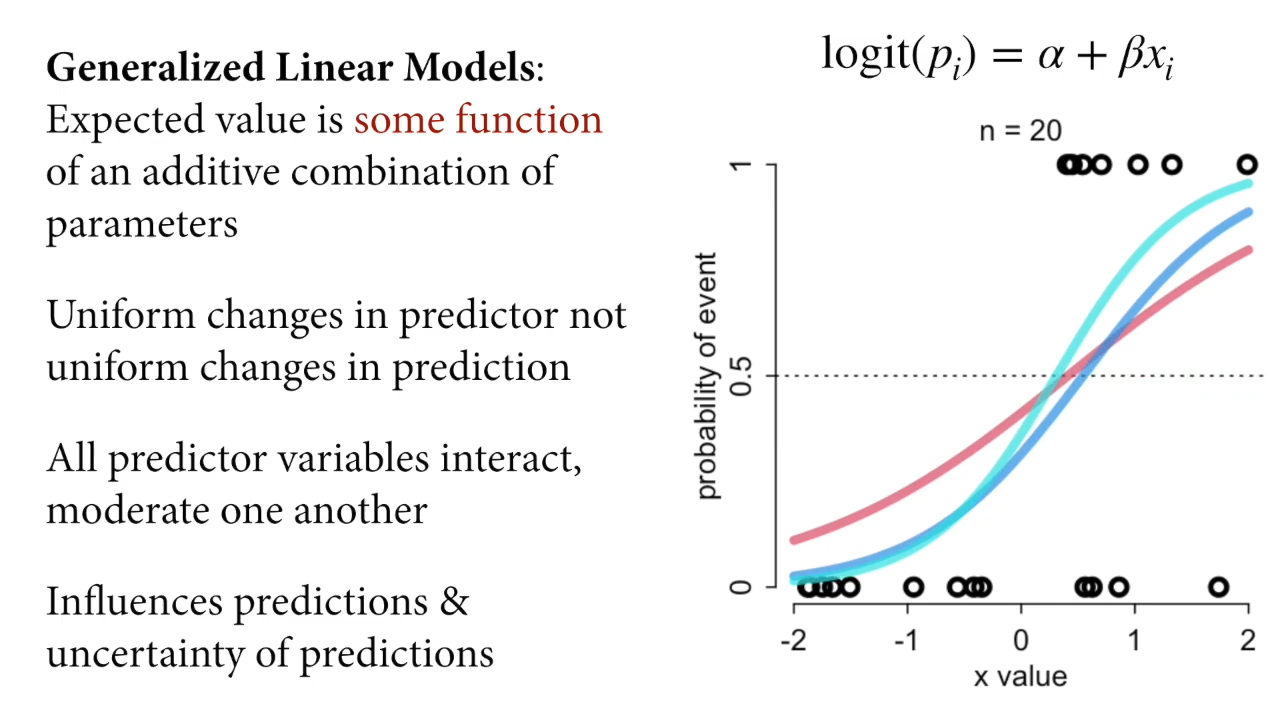 Generalized Linear Models:
Expected value is some function
of an additive combination of
parameters
Uniform changes in predictor not
uniform changes in prediction
All predictor variables interact,
moderate one another
Influences predictions &
uncertainty of predictions
logit(pᵢ) = α + βxᵢ
n = 20
probability of event
1
0.5
0
-2 -1 0 1 2
x value